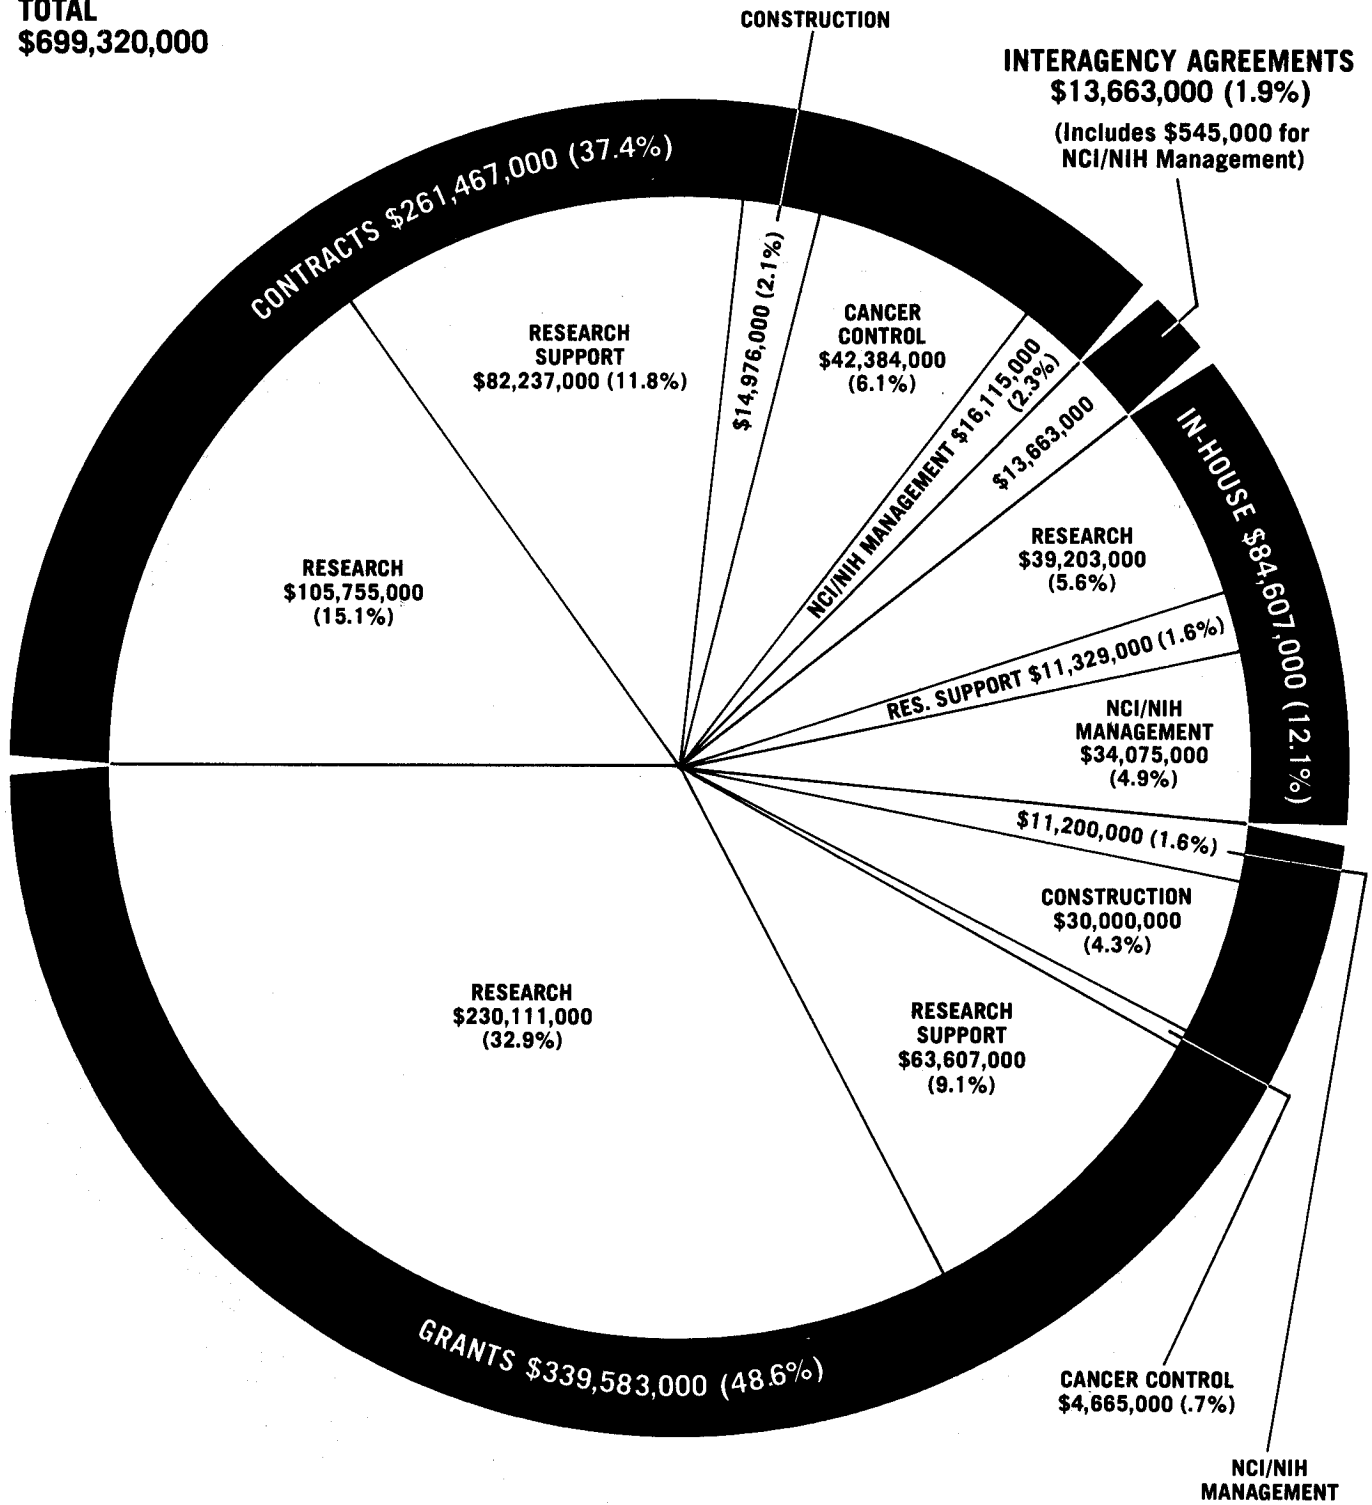 TOTAL
$699,320,000
CONSTRUCTION
INTERAGENCY AGREEMENTS
$13,663,000 (1.9%)
(Includes $545,000 for
NCI/NIH Management)
CONTRACTS $261,467,000 (37.4%)
RESEARCH
SUPPORT
$82,237,000 (11.8%)
$14,976,000 (2.1%)
CANCER
CONTROL
$42,384,000
(6.1%)
NCI/NIH MANAGEMENT $16,115,000
(2.3%)
$13,663,000
IN-HOUSE $84,607,000 (12.1%)
RESEARCH
$39,203,000
(5.6%)
RESEARCH
$105,755,000
(15.1%)
RES. SUPPORT $11,329,000 (1.6%)
NCI/NIH
MANAGEMENT
$34,075,000
(4.9%)
$11,200,000 (1.6%)
CONSTRUCTION
$30,000,000
(4.3%)
RESEARCH
$230,111,000
(32.9%)
RESEARCH
SUPPORT
$63,607,000
(9.1%)
GRANTS $339,583,000 (48.6%)
CANCER CONTROL
$4,665,000 (.7%)
NCI/NIH
MANAGEMENT